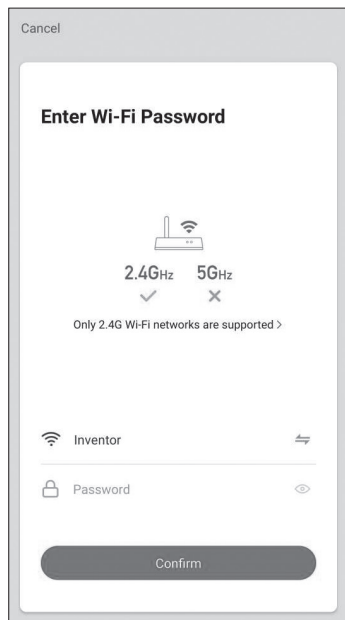 Cancel
Enter Wi-Fi Password
2.4GHz 5GHz
Only 2.4G Wi-Fi networks are supported >
Inventor
Password
Confirm